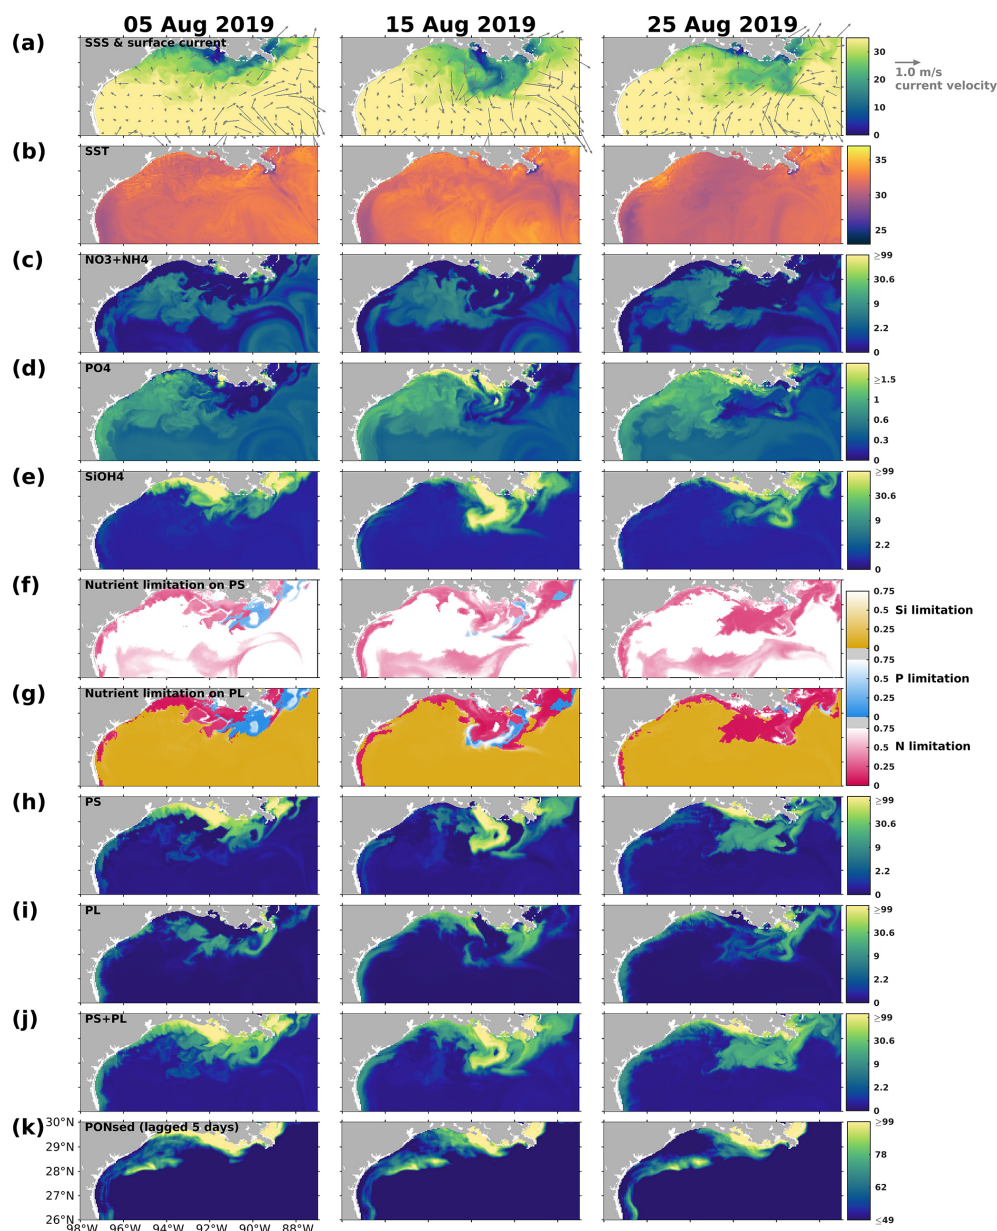 05 Aug 2019
15 Aug 2019
25 Aug 2019
(a)
SSS & surface current
30
20
10
0
1.0 m/s
current velocity
(b)
SST
35
30
25
(c)
NO3+NH4
≥99
30.6
9
2.2
0
(d)
PO4
≥1.5
1
0.6
0.3
0
(e)
SiOH4
≥99
30.6
9
2.2
0
(f)
Nutrient limitation on PS
0.75
0.5
0.25
0
Si limitation
0.75
0.5
0.25
0
P limitation
(g)
Nutrient limitation on PL
0.75
0.5
0.25
0
N limitation
(h)
PS
≥99
30.6
9
2.2
0
(i)
PL
≥99
30.6
9
2.2
0
(j)
PS+PL
≥99
30.6
9
2.2
0
(k)
PONsed (lagged 5 days)
≥99
78
62
≤49
30°N
29°N
28°N
27°N
26°N
98°W 96°W 94°W 92°W 90°W 88°W